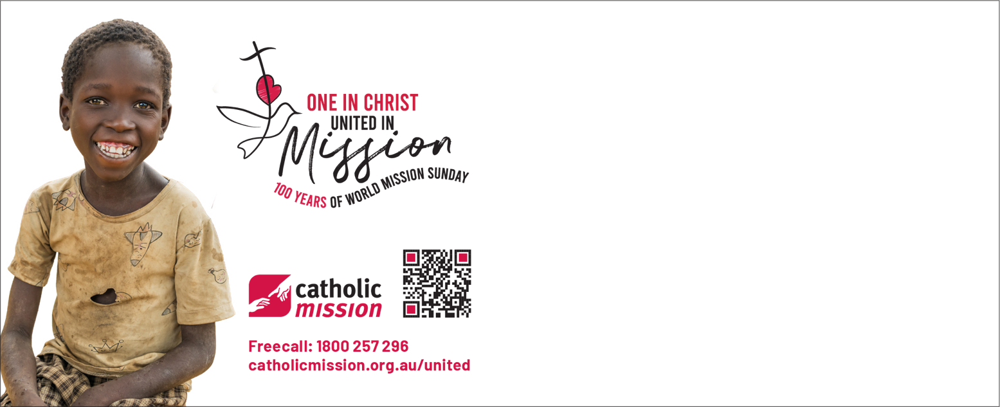 ONE IN CHRIST
UNITED IN
Mission
100 YEARS OF WORLD MISSION SUNDAY
catholic
mission
Freecall: 1800 257 296
catholicmission.org.au/united